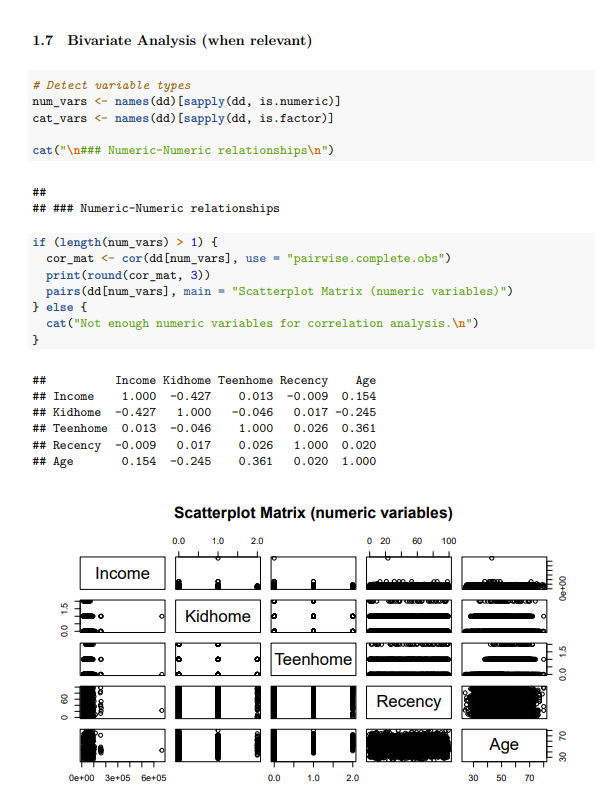 1.7 Bivariate Analysis (when relevant)
# Detect variable types
num_vars <- names(dd)[sapply(dd, is.numeric)]
cat_vars <- names(dd)[sapply(dd, is.factor)]
cat("\n### Numeric-Numeric relationships\n")
##
## ### Numeric-Numeric relationships
if (length(num_vars) > 1) {
  cor_mat <- cor(dd[num_vars], use = "pairwise.complete.obs")
  print(round(cor_mat, 3))
  pairs(dd[num_vars], main = "Scatterplot Matrix (numeric variables)")
} else {
  cat("Not enough numeric variables for correlation analysis.\n")
}
##          Income Kidhome Teenhome Recency    Age
## Income    1.000  -0.427    0.013  -0.009  0.154
## Kidhome  -0.427   1.000   -0.046   0.017 -0.245
## Teenhome  0.013  -0.046    1.000   0.026  0.361
## Recency  -0.009   0.017    0.026   1.000  0.020
## Age       0.154  -0.245    0.361   0.020  1.000
Scatterplot Matrix (numeric variables)
0.0 1.0 2.0 0 20 60 100
Income
0e+00
0.0 1.5
Kidhome
Teenhome
0.0 1.5
0 60
Recency
Age
30 50 70
0e+00 3e+05 6e+05 0.0 1.0 2.0 30 50 70